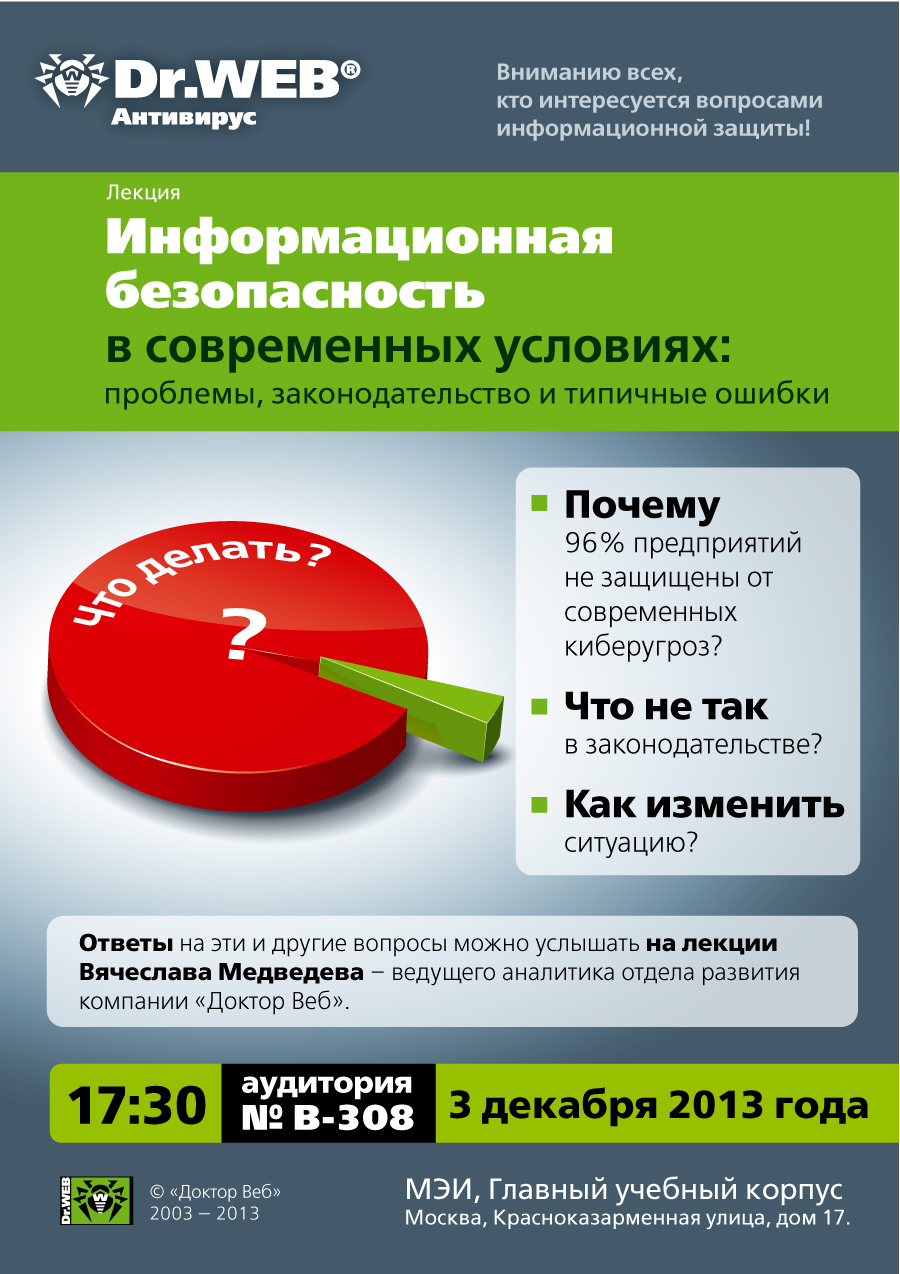 Dr.WEB®
Антивирус
Вниманию всех,
кто интересуется вопросами
информационной защиты!
Лекция
Информационная
безопасность
в современных условиях:
проблемы, законодательство и типичные ошибки
Что делать?
?
Почему
96% предприятий
не защищены от
современных
киберугроз?
Что не так
в законодательстве?
Как изменить
ситуацию?
Ответы на эти и другие вопросы можно услышать на лекции
Вячеслава Медведева – ведущего аналитика отдела развития
компании «Доктор Веб».
17:30
аудитория
№ В-308
3 декабря 2013 года
Dr.WEB
© «Доктор Веб»
2003 – 2013
МЭИ, Главный учебный корпус
Москва, Красноказарменная улица, дом 17.